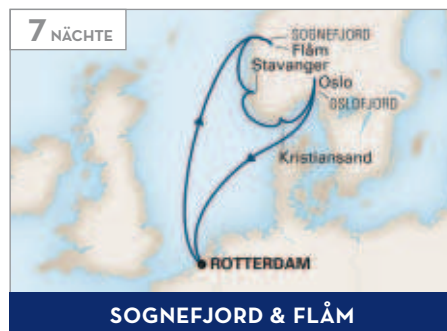 7 NÄCHTE
SOGNEFJORD
Flåm
Stavanger
Oslo
OSLOFJORD
Kristiansand
ROTTERDAM
SOGNEFJORD & FLÅM